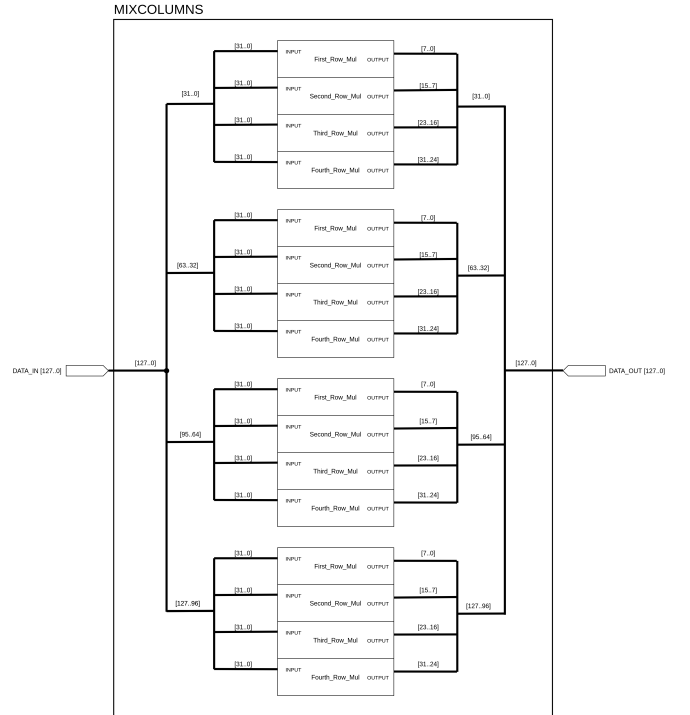 MIXCOLUMNS
[31..0] INPUT First_Row_Mul OUTPUT [7..0]
[31..0] [31..0] INPUT Second_Row_Mul OUTPUT [15..7] [31..0]
[31..0] INPUT Third_Row_Mul OUTPUT [23..16]
[31..0] INPUT Fourth_Row_Mul OUTPUT [31..24]
[31..0] INPUT First_Row_Mul OUTPUT [7..0]
[63..32] [31..0] INPUT Second_Row_Mul OUTPUT [15..7] [63..32]
[31..0] INPUT Third_Row_Mul OUTPUT [23..16]
[31..0] INPUT Fourth_Row_Mul OUTPUT [31..24]
DATA_IN [127..0] [127..0] [127..0] DATA_OUT [127..0]
[31..0] INPUT First_Row_Mul OUTPUT [7..0]
[95..64] [31..0] INPUT Second_Row_Mul OUTPUT [15..7] [95..64]
[31..0] INPUT Third_Row_Mul OUTPUT [23..16]
[31..0] INPUT Fourth_Row_Mul OUTPUT [31..24]
[31..0] INPUT First_Row_Mul OUTPUT [7..0]
[127..96] [31..0] INPUT Second_Row_Mul OUTPUT [15..7] [127..96]
[31..0] INPUT Third_Row_Mul OUTPUT [23..16]
[31..0] INPUT Fourth_Row_Mul OUTPUT [31..24]